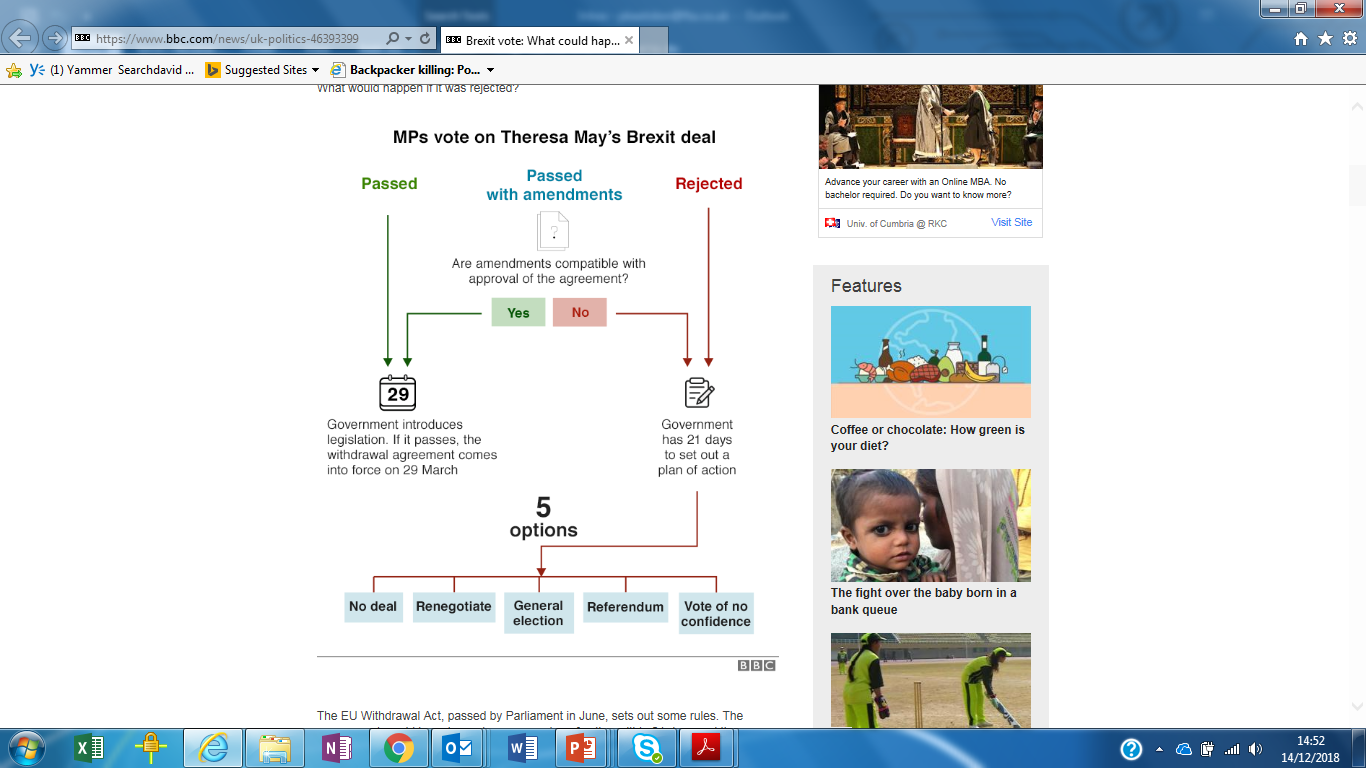 https://www.bbc.com/news/uk-politics-46393399
BBC Brexit vote: What could hap...
(1) Yammer Searchdavid ... Suggested Sites Backpacker killing: Po...
What would happen if it was rejected?
MPs vote on Theresa May's Brexit deal
Passed
Passed
with amendments
Rejected
?
Are amendments compatible with
approval of the agreement?
Yes
No
29
Government introduces
legislation. If it passes, the
withdrawal agreement comes
into force on 29 March
Government
has 21 days
to set out a
plan of action
5
options
No deal
Renegotiate
General
election
Referendum
Vote of no
confidence
BBC
The EU Withdrawal Act, passed by Parliament in June, sets out some rules. The
Advance your career with an Online MBA. No
bachelor required. Do you want to know more?
Univ. of Cumbria @ RKC
Visit Site
Features
Coffee or chocolate: How green is
your diet?
The fight over the baby born in a
bank queue
14:52
14/12/2018